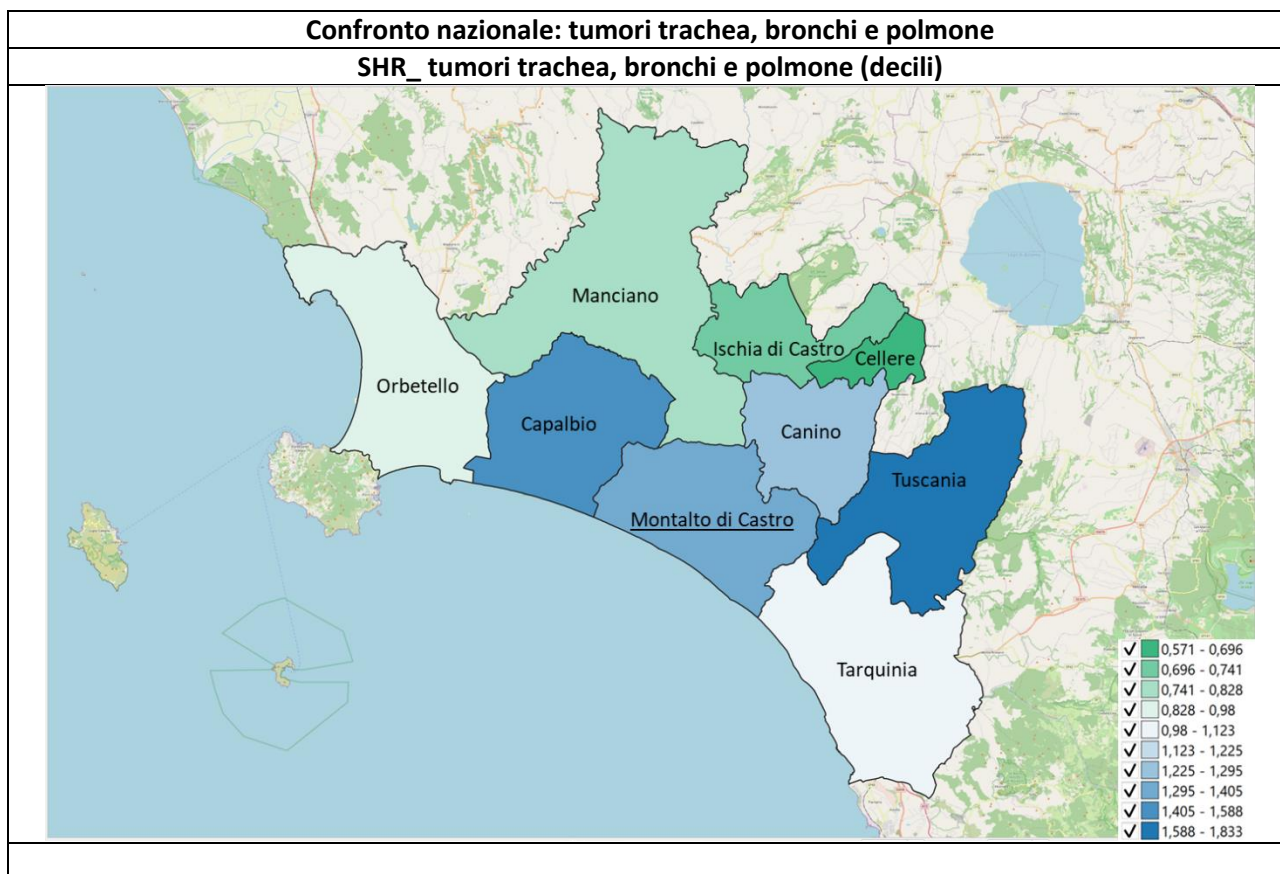 Confronto nazionale: tumori trachea, bronchi e polmone
SHR_ tumori trachea, bronchi e polmone (decili)
Manciano
Ischia di Castro
Cellere
Orbetello
Capalbio
Canino
Tuscania
Montalto di Castro
Tarquinia
0,571 - 0,696
0,696 - 0,741
0,741 - 0,828
0,828 - 0,98
0,98 - 1,123
1,123 - 1,225
1,225 - 1,295
1,295 - 1,405
1,405 - 1,588
1,588 - 1,833